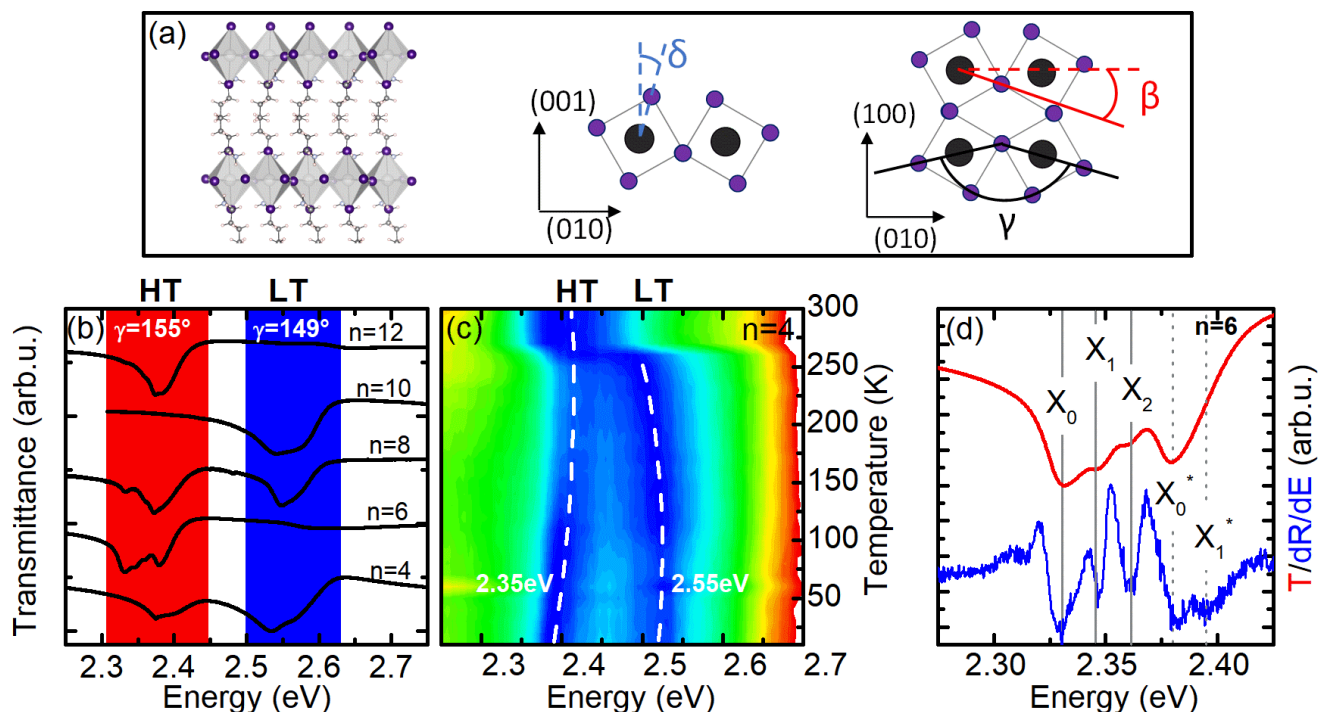 (a)
(001)
δ
(010)
(100)
β
(010)
γ
HT LT
(b) γ=155° γ=149° n=12
n=10
n=8
n=6
n=4
Transmittance (arb.u.)
2.3 2.4 2.5 2.6 2.7
Energy (eV)
HT LT
(c) HT LT n=4
2.35eV 2.55eV
300
250
200
150
100
50
Temperature (K)
2.3 2.4 2.5 2.6 2.7
Energy (eV)
(d) n=6
X0
X1
X2
X0*
X1*
T/dR/dE (arb. u.)
2.30 2.35 2.40
Energy (eV)